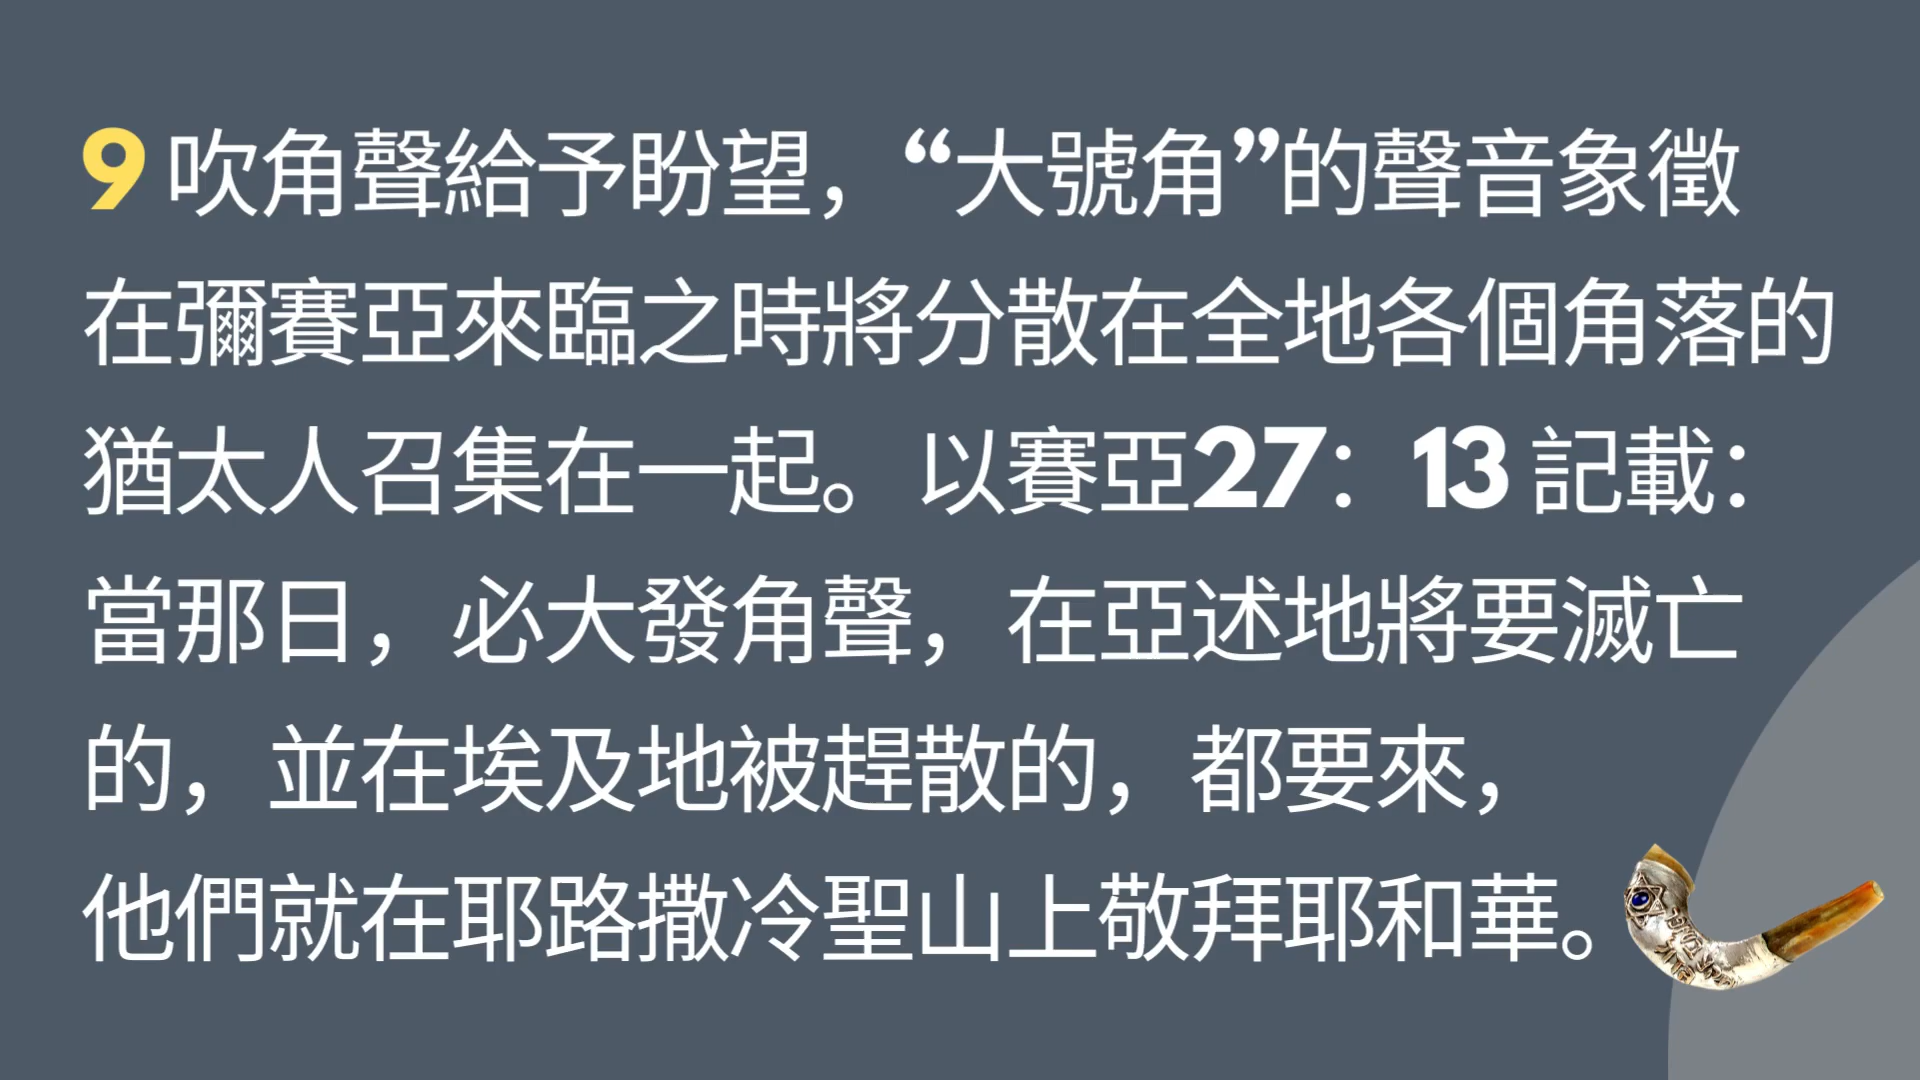 9 吹角聲給予盼望，“大號角”的聲音象徵
在彌賽亞來臨之時將分散在全地各個角落的
猶太人召集在一起。以賽亞27：13 記載：
當那日，必大發角聲，在亞述地將要滅亡
的，並在埃及地被趕散的，都要來，
他們就在耶路撒冷聖山上敬拜耶和華。